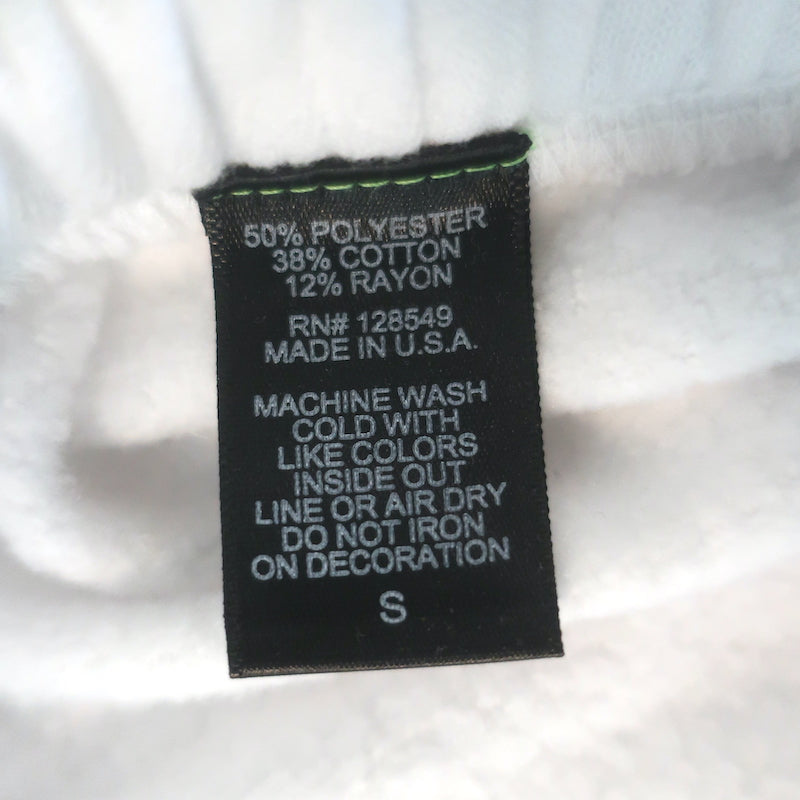 50% POLYESTER
38% COTTON
12% RAYON
RN# 128549
MADE IN U.S.A.
MACHINE WASH
COLD WITH
LIKE COLORS
INSIDE OUT
LINE OR AIR DRY
DO NOT IRON
ON DECORATION
S